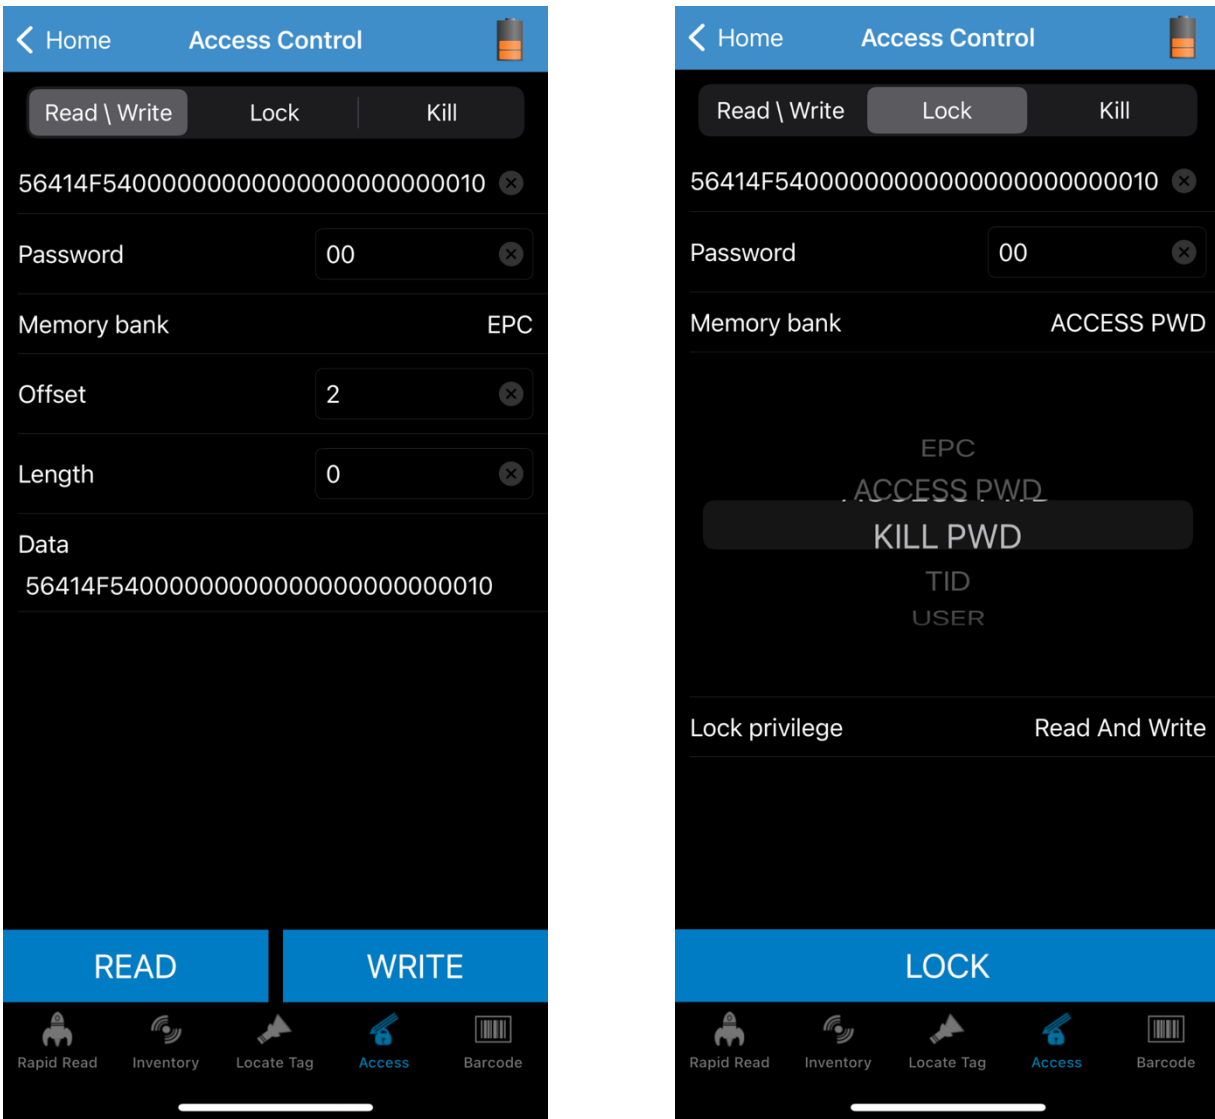 Home
Access Control
Read \ Write
Lock
Kill
56414F54000000000000000000000010
Password
00
Memory bank
EPC
Offset
2
Length
0
Data
56414F54000000000000000000000010
READ
WRITE
Rapid Read
Inventory
Locate Tag
Access
Barcode
Home
Access Control
Read \ Write
Lock
Kill
56414F54000000000000000000000010
Password
00
Memory bank
ACCESS PWD
EPC
ACCESS PWD
KILL PWD
TID
USER
Lock privilege
Read And Write
LOCK
Rapid Read
Inventory
Locate Tag
Access
Barcode